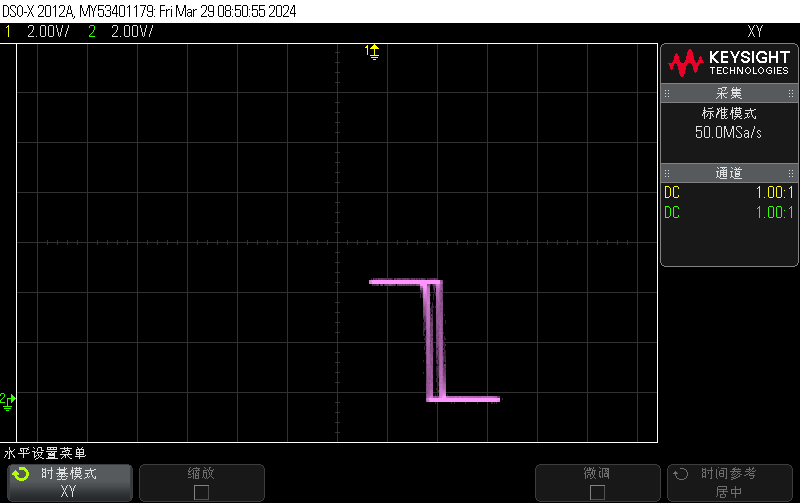 DSO-X 2012A, MY53401179: Fri Mar 29 08:50:55 2024
1 2.00V/ 2 2.00V/ XY
1
KEYSIGHT
TECHNOLOGIES
采集
标准模式
50.0MSa/s
通道
DC 1.00:1
DC 1.00:1
2
水平设置菜单
时基模式
XY
缩放
微调
时间参考
居中